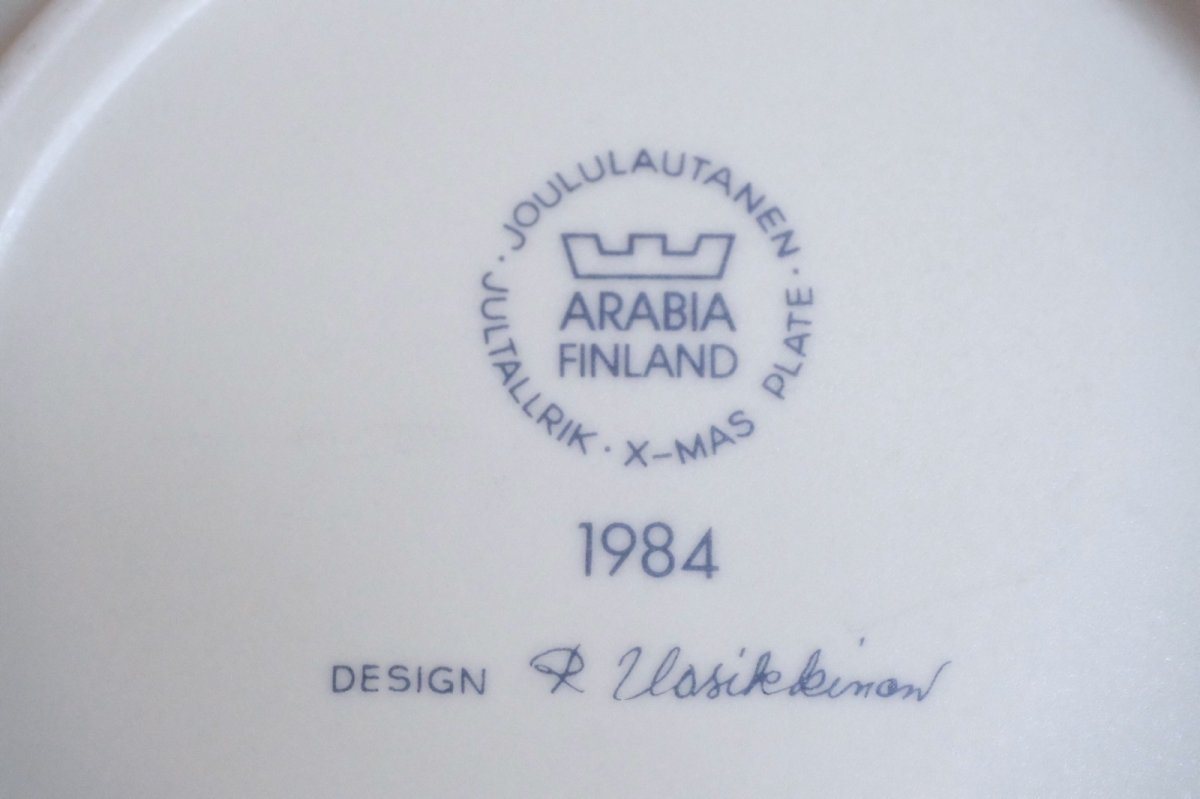 JOULULAUTANEN · X-MAS PLATE · JULTALLRIK ·
ARABIA
FINLAND
1984
DESIGN R Uosikkinen